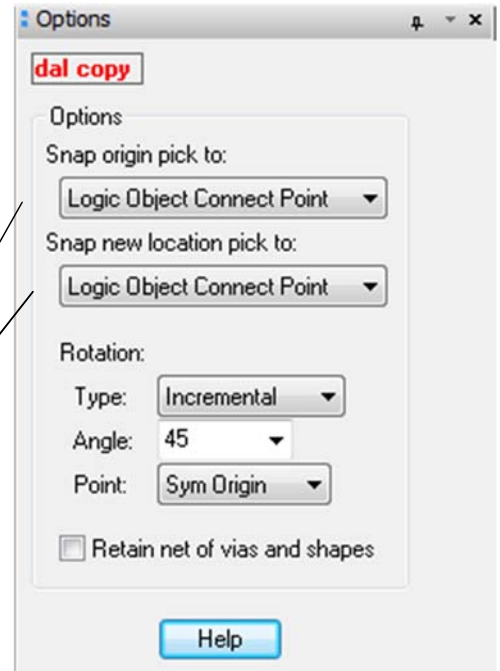 Options
dal copy
Options
Snap origin pick to:
Logic Object Connect Point
Snap new location pick to:
Logic Object Connect Point
Rotation:
Type: Incremental
Angle: 45
Point: Sym Origin
Retain net of vias and shapes
Help